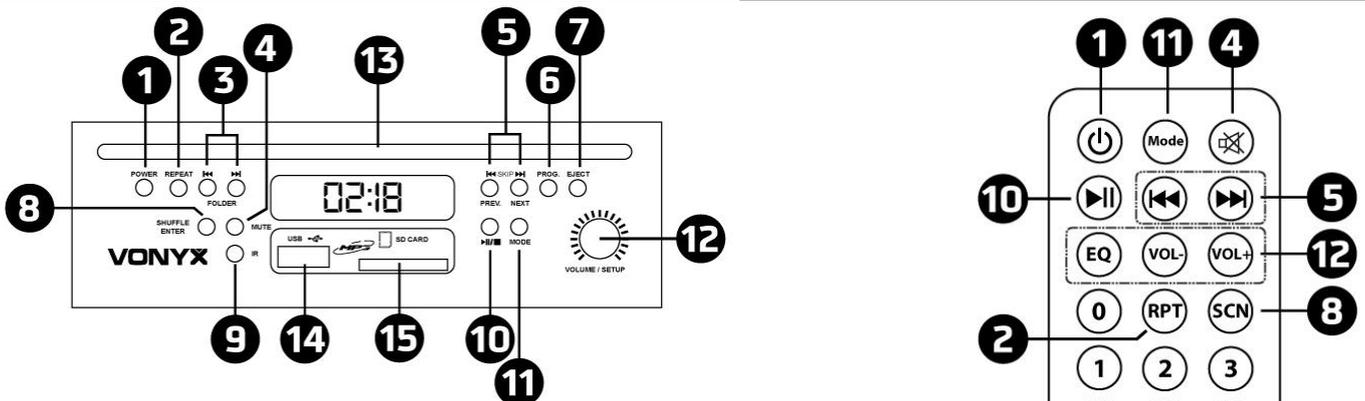 2
4
5
7
1
3
13
6
POWER REPEAT
FOLDER
SKIP
PROG. EJECT
PREV. NEXT
02:18
8
SHUFFLE
ENTER
MUTE
VONYX
IR
USB
MP3
SD CARD
MODE
VOLUME / SETUP
12
9
14
15
10
11
1
11
4
Mode
10
5
EQ
VOL-
VOL+
12
0
RPT
SCN
8
2
1
2
3